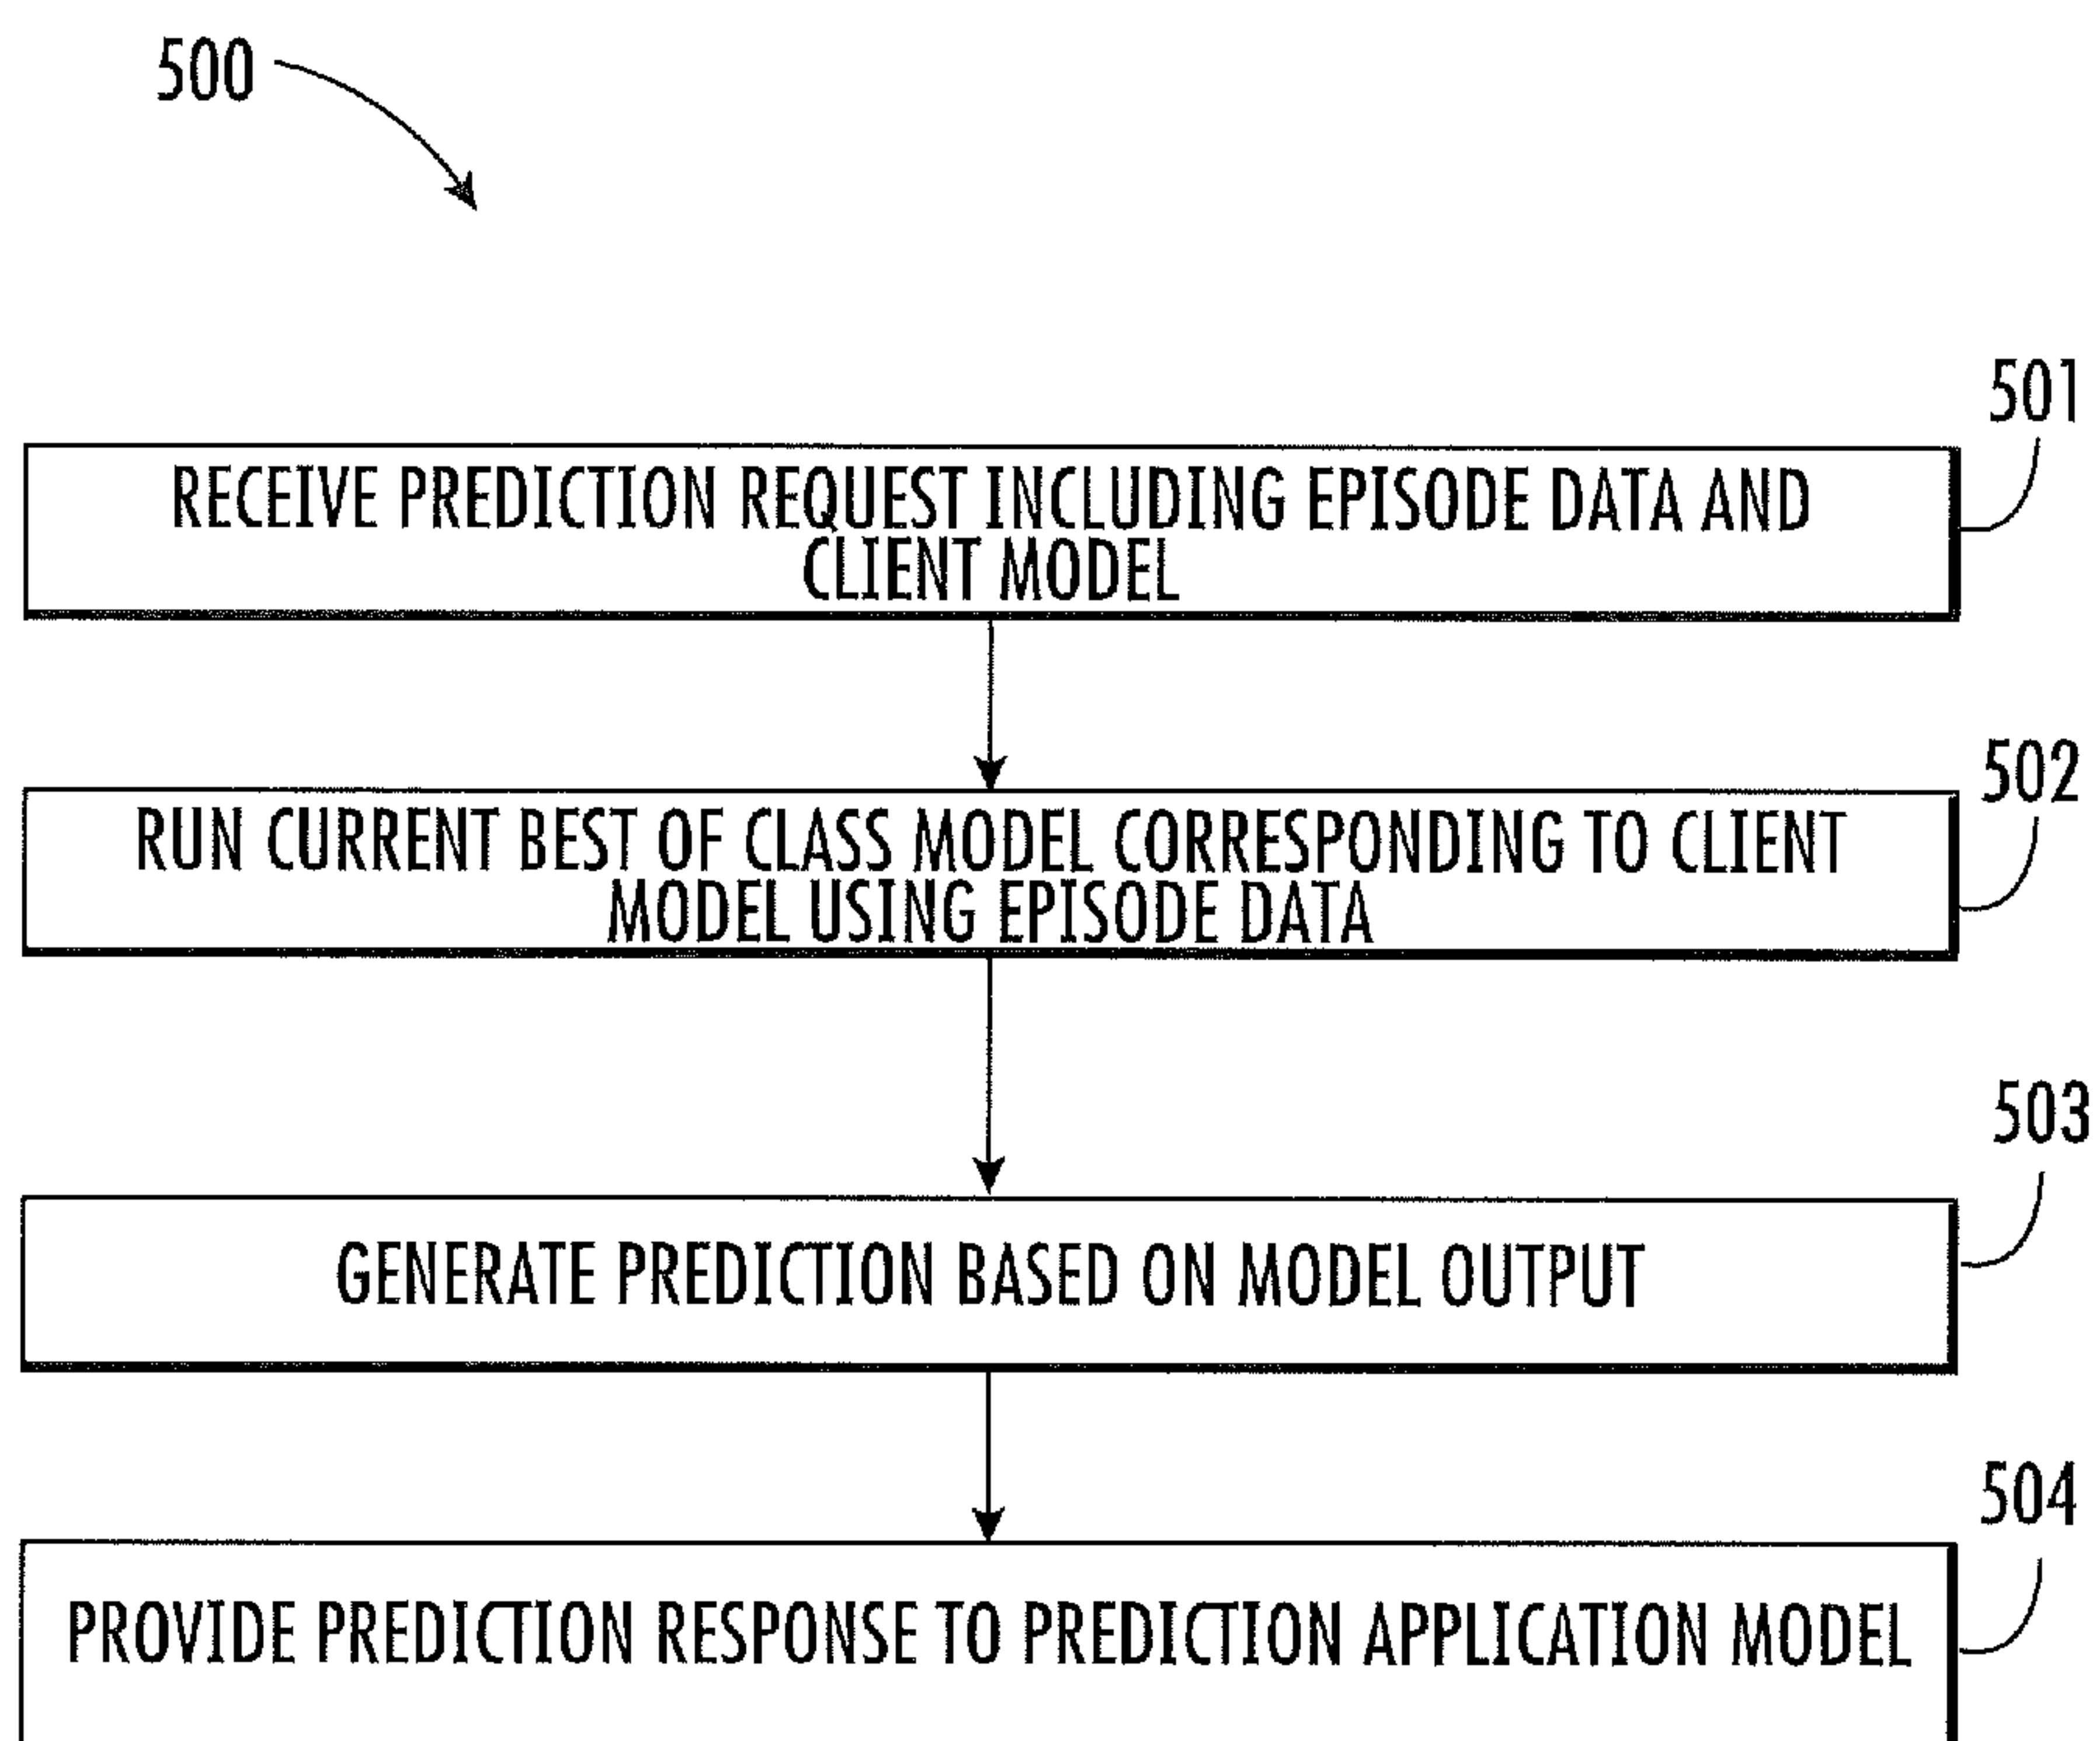 500
501
RECEIVE PREDICTION REQUEST INCLUDING EPISODE DATA AND
CLIENT MODEL
502
RUN CURRENT BEST OF CLASS MODEL CORRESPONDING TO CLIENT
MODEL USING EPISODE DATA
503
GENERATE PREDICTION BASED ON MODEL OUTPUT
504
PROVIDE PREDICTION RESPONSE TO PREDICTION APPLICATION MODEL